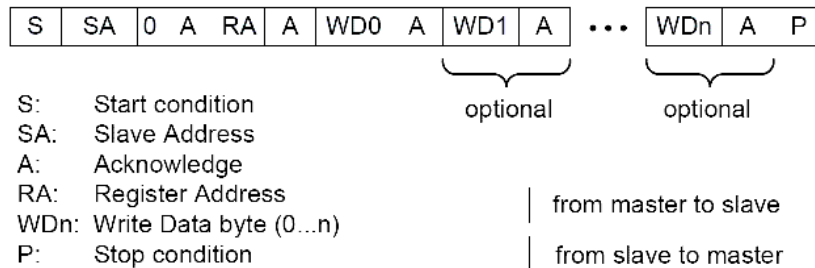 S SA 0 A RA A WD0 A WD1 A ••• WDn A P
optional optional
S: Start condition
SA: Slave Address
A: Acknowledge
RA: Register Address
WDn: Write Data byte (0...n)
P: Stop condition
from master to slave
from slave to master